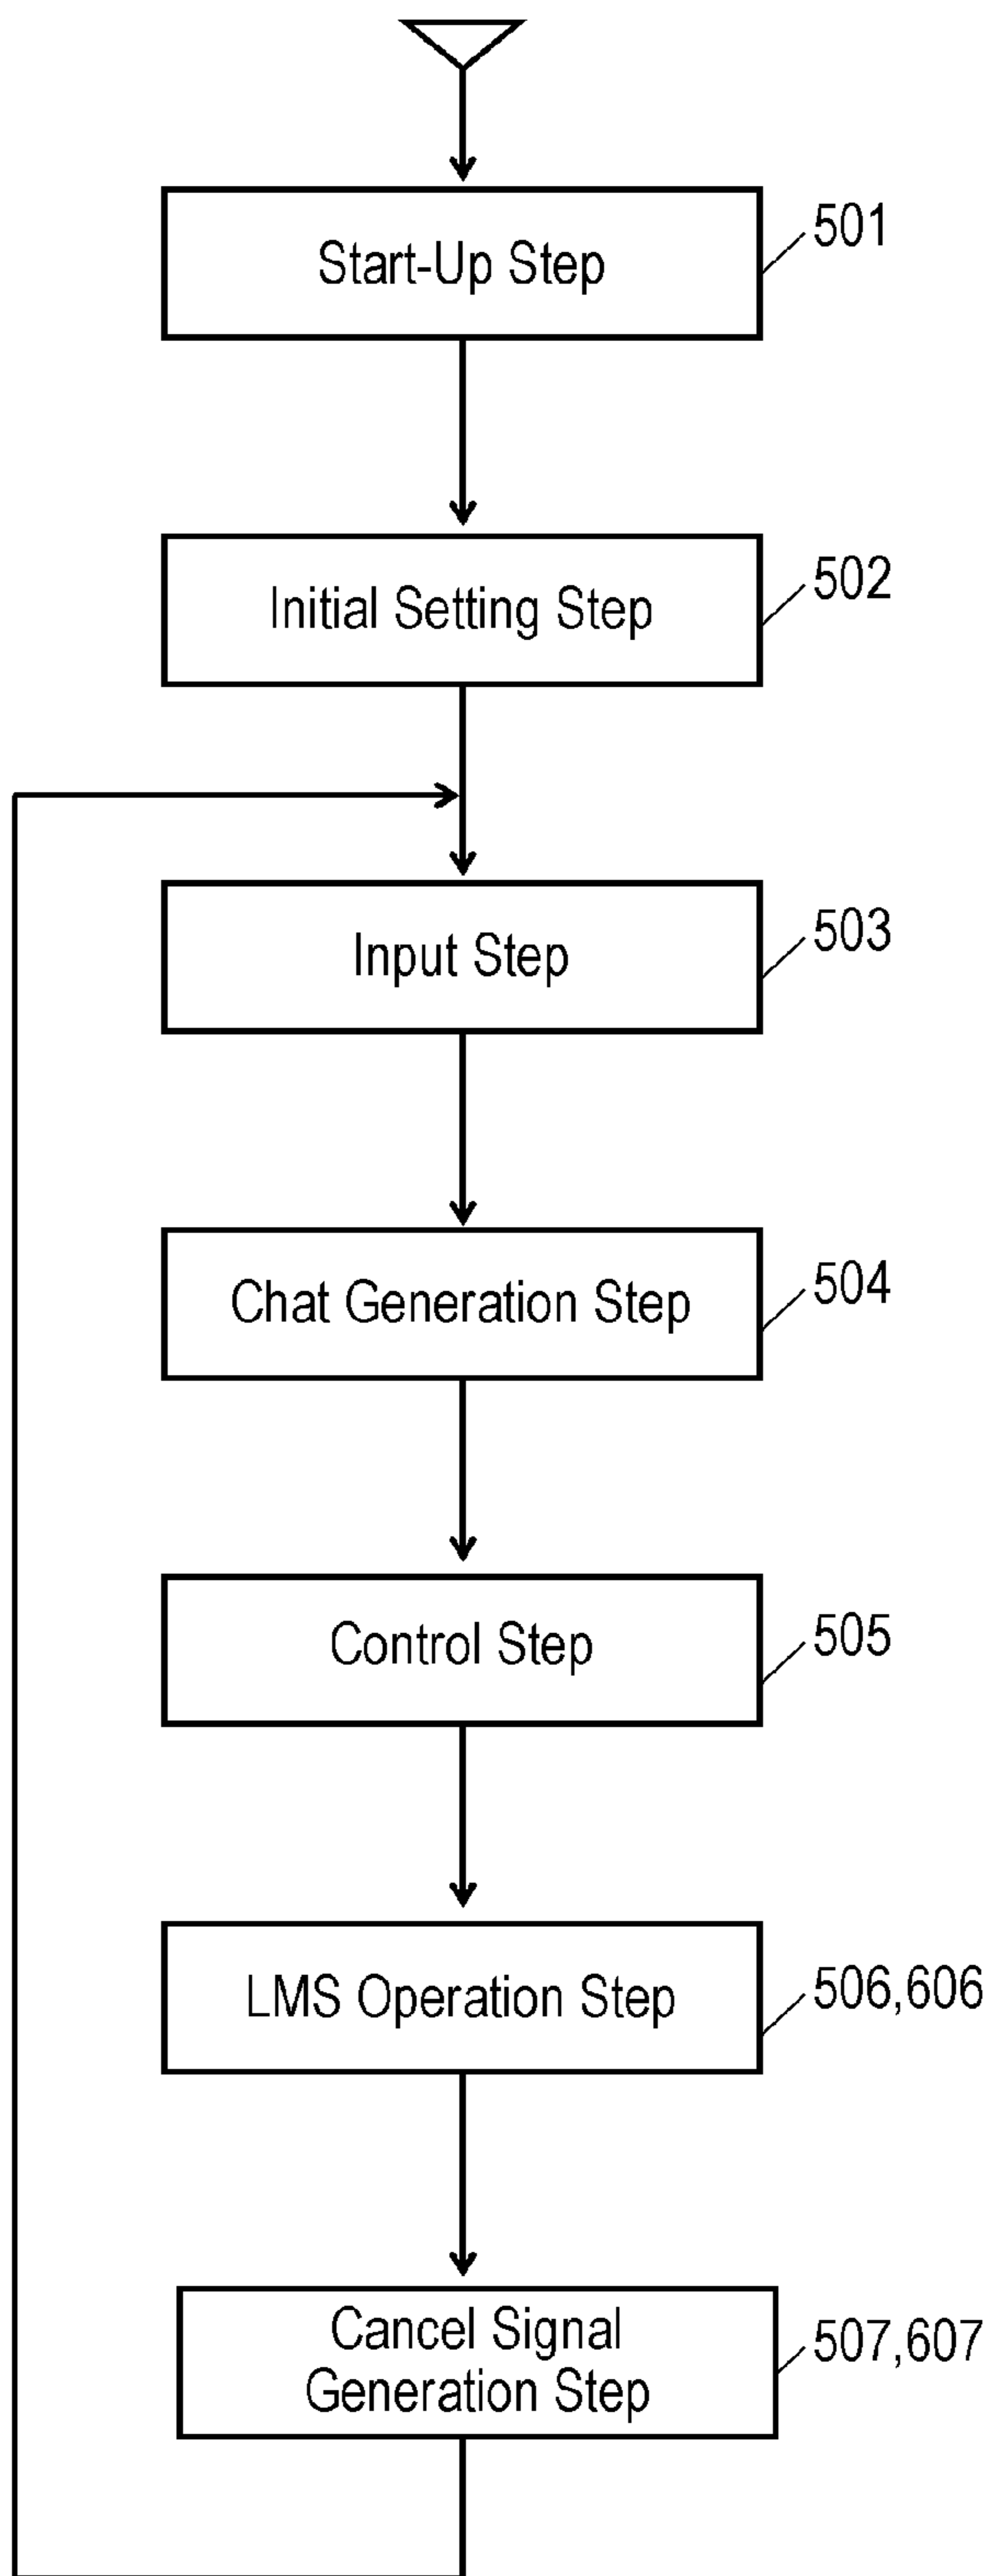 Start-Up Step
501
Initial Setting Step
502
Input Step
503
Chat Generation Step
504
Control Step
505
LMS Operation Step
506,606
Cancel Signal
Generation Step
507,607